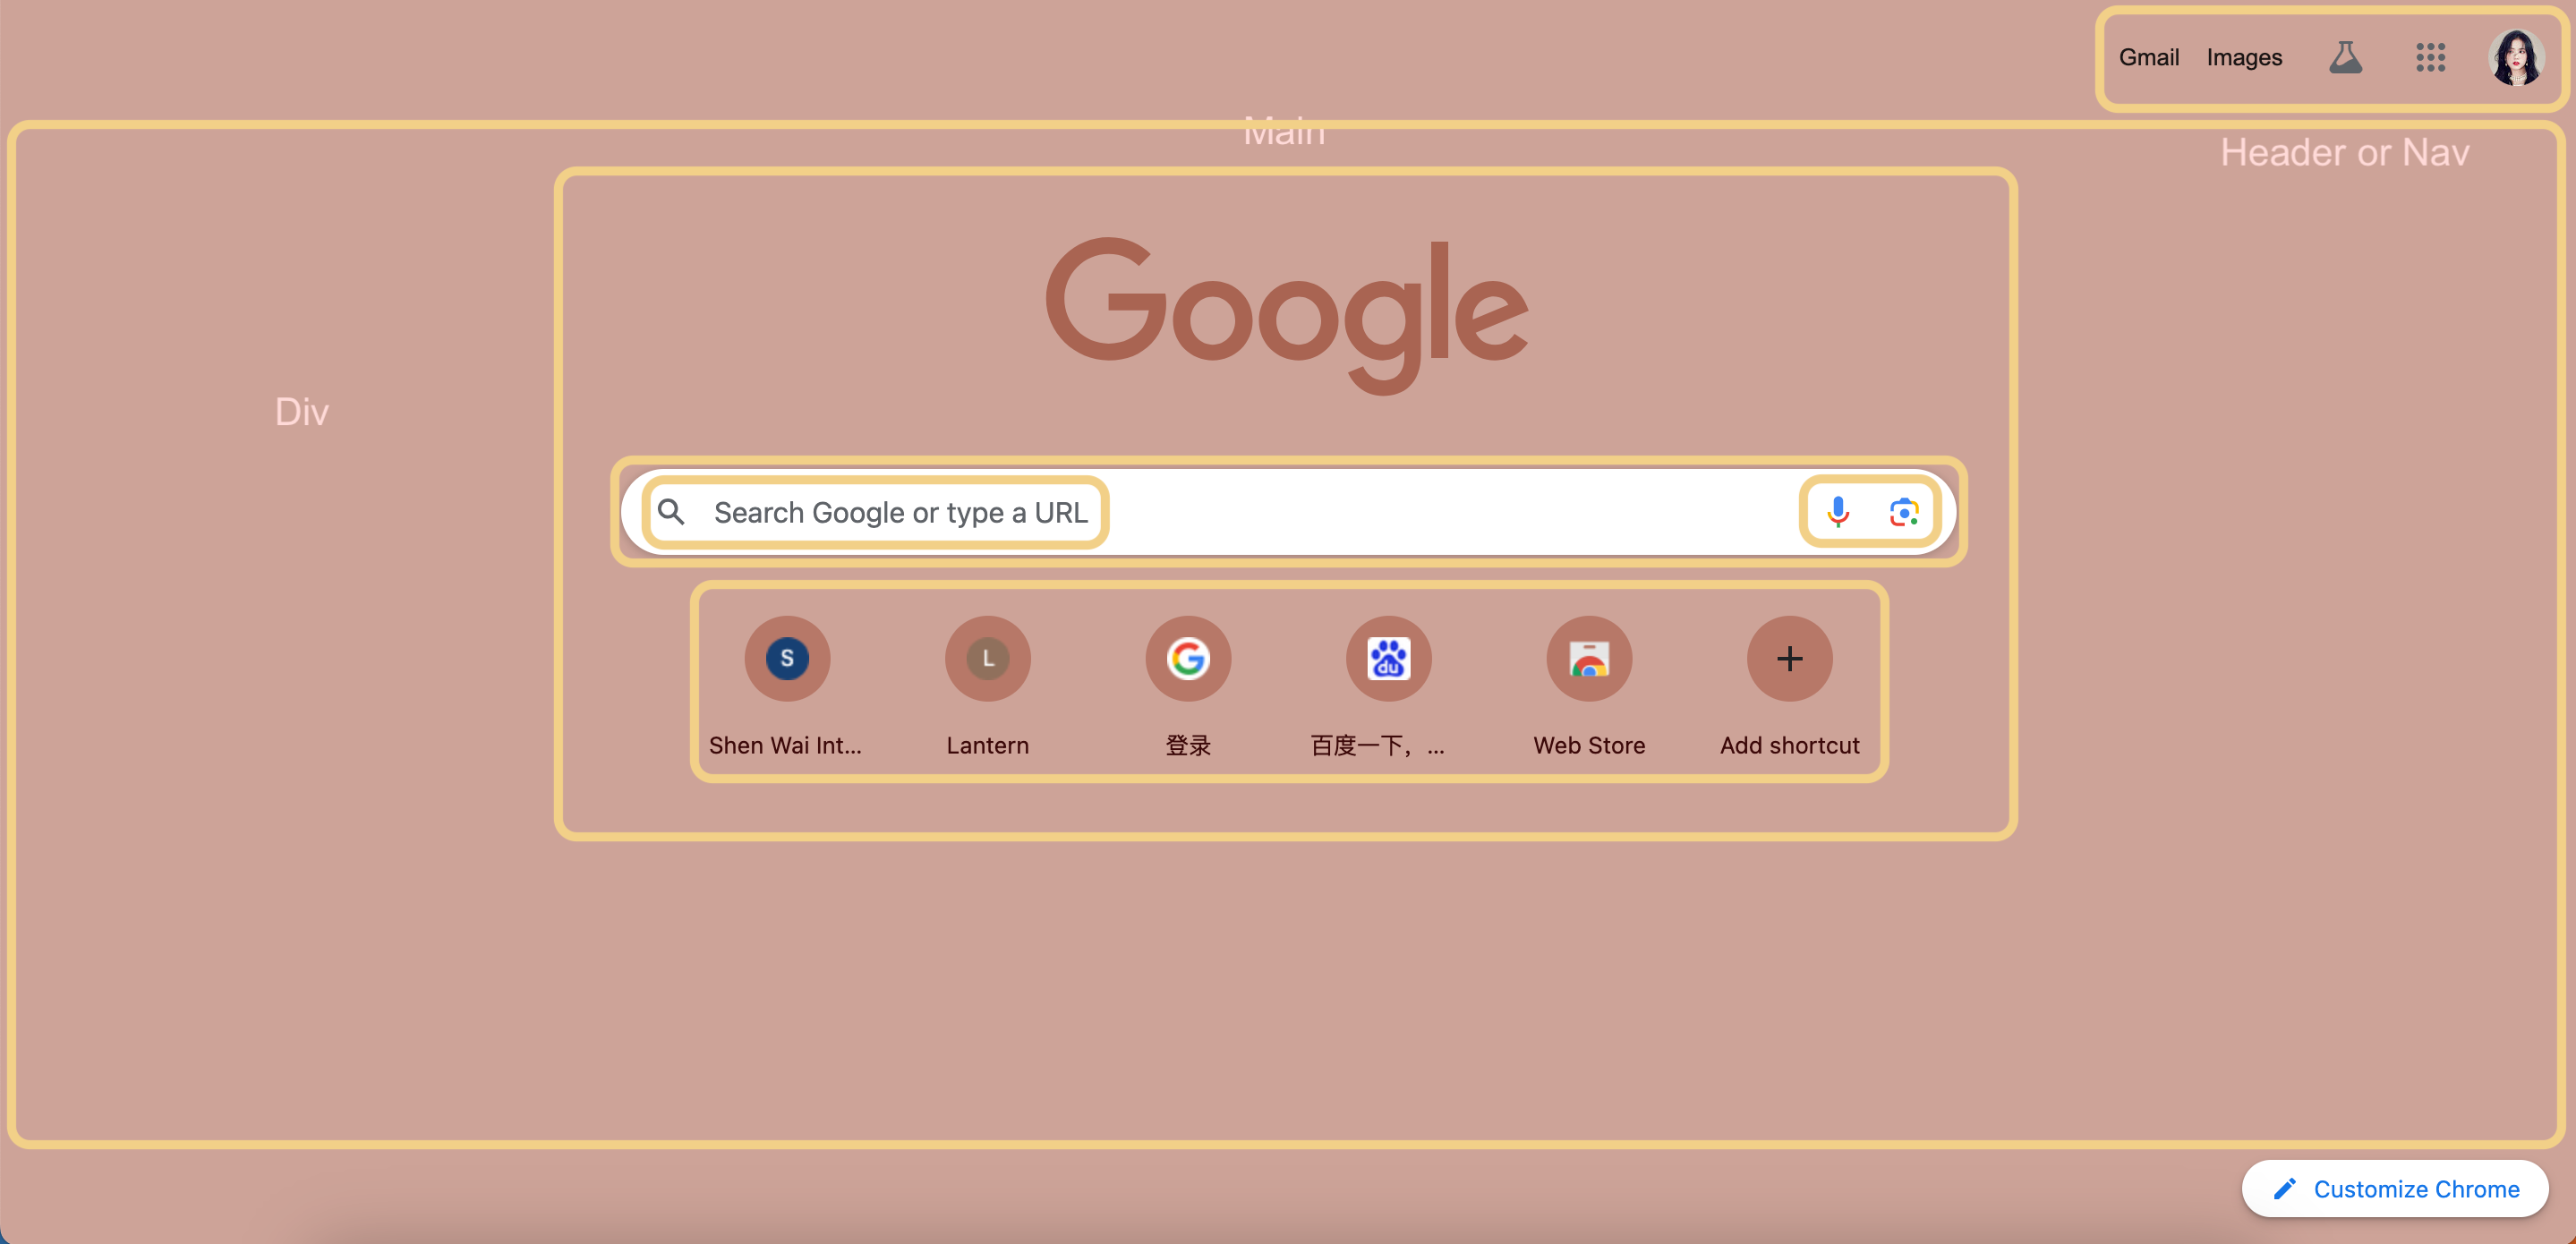 Gmail Images
Main
Header or Nav
Google
Div
Search Google or type a URL
S
L
G
du
Shen Wai Int...
Lantern
登录
百度一下，...
Web Store
Add shortcut
Customize Chrome